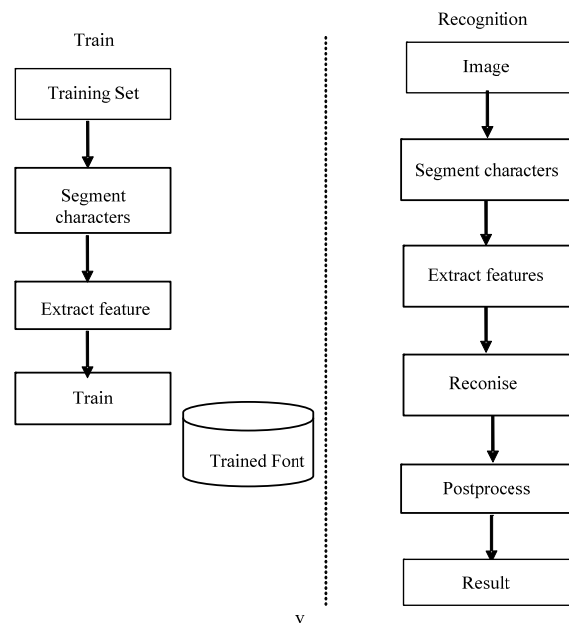 Train
Training Set
Segment
characters
Extract feature
Train
Trained Font
Recognition
Image
Segment characters
Extract features
Reconise
Postprocess
Result
v